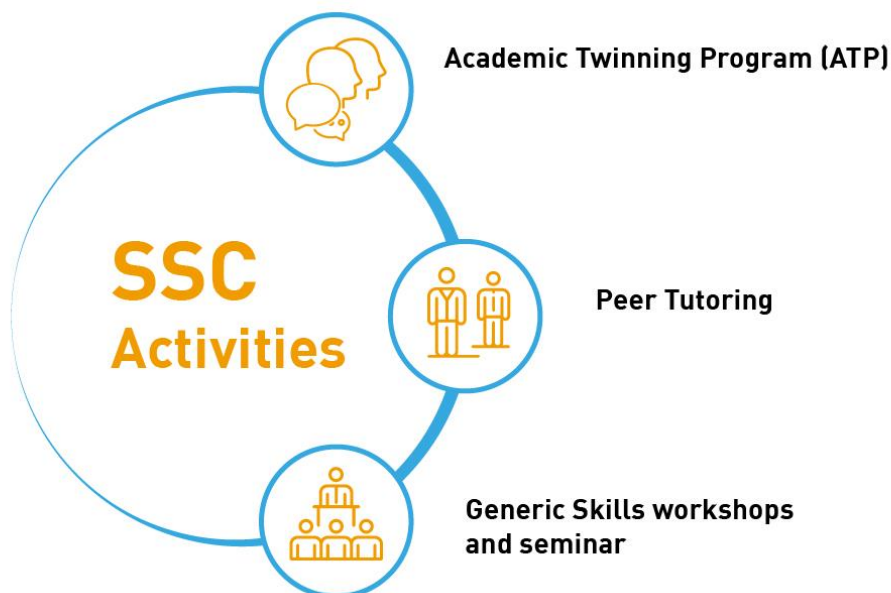 Academic Twinning Program (ATP)
SSC
Activities
Peer Tutoring
Generic Skills workshops
and seminar